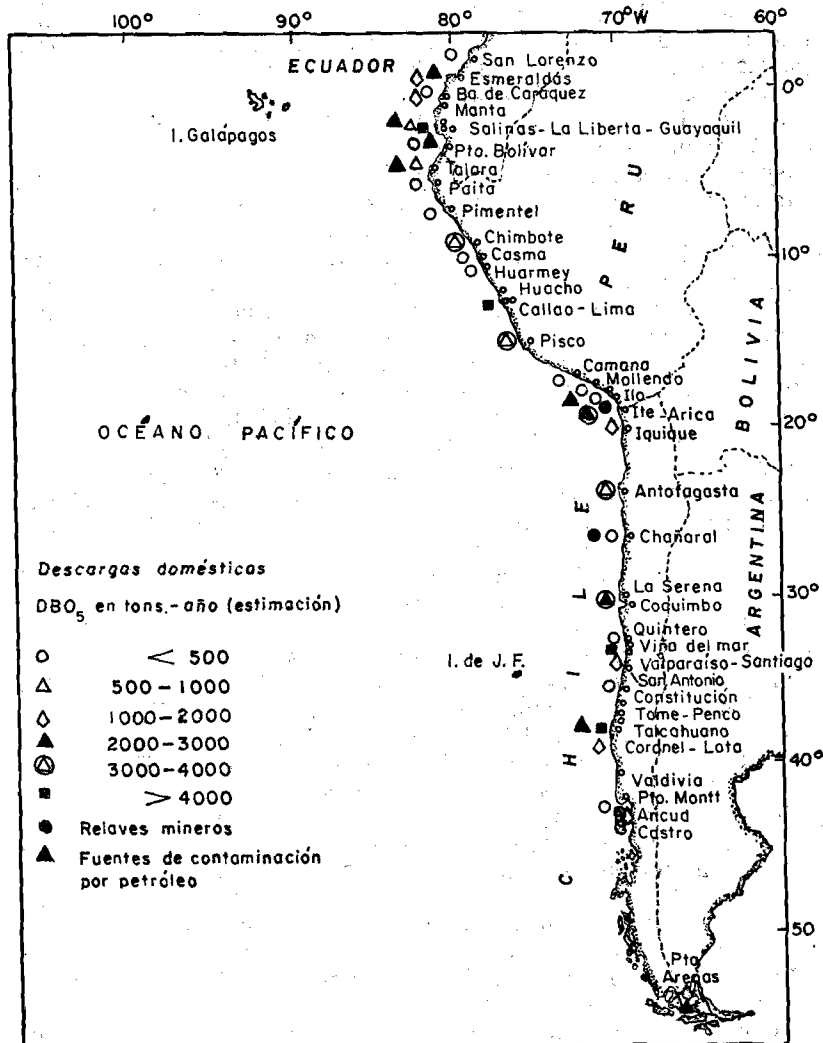 100° 90° 80° 70°W 60°
ECUADOR
San Lorenzo
Esmeraldas
Ba de Caráquez
Manta
Salinas-La Liberta-Guayaquil
Pto. Bolívar
Talara
Paita
Pimentel
Chimbote
Casma
Huarmey
Huacho
Callao-Lima
Pisco
Camana
Mollendo
Ilo
Ite-Arica
Iquique
Antofagasta
Chañaral
La Serena
Coquimbo
Quintero
Viña del mar
Valparaíso-Santiago
San Antonio
Constitución
Tome-Penco
Talcahuano
Coronel-Lota
Valdivia
Pto. Montt
Ancud
Castro
Pto.
Arenas
I. Galápagos
I. de J. F.
OCÉANO PACÍFICO
PERU
BOLIVIA
CHILE
ARGENTINA
0°
10°
20°
30°
40°
50
Descargas domésticas
DBO5 en tons.-año (estimación)
< 500
500-1000
1000-2000
2000-3000
3000-4000
> 4000
Relaves mineros
Fuentes de contaminación
por petróleo